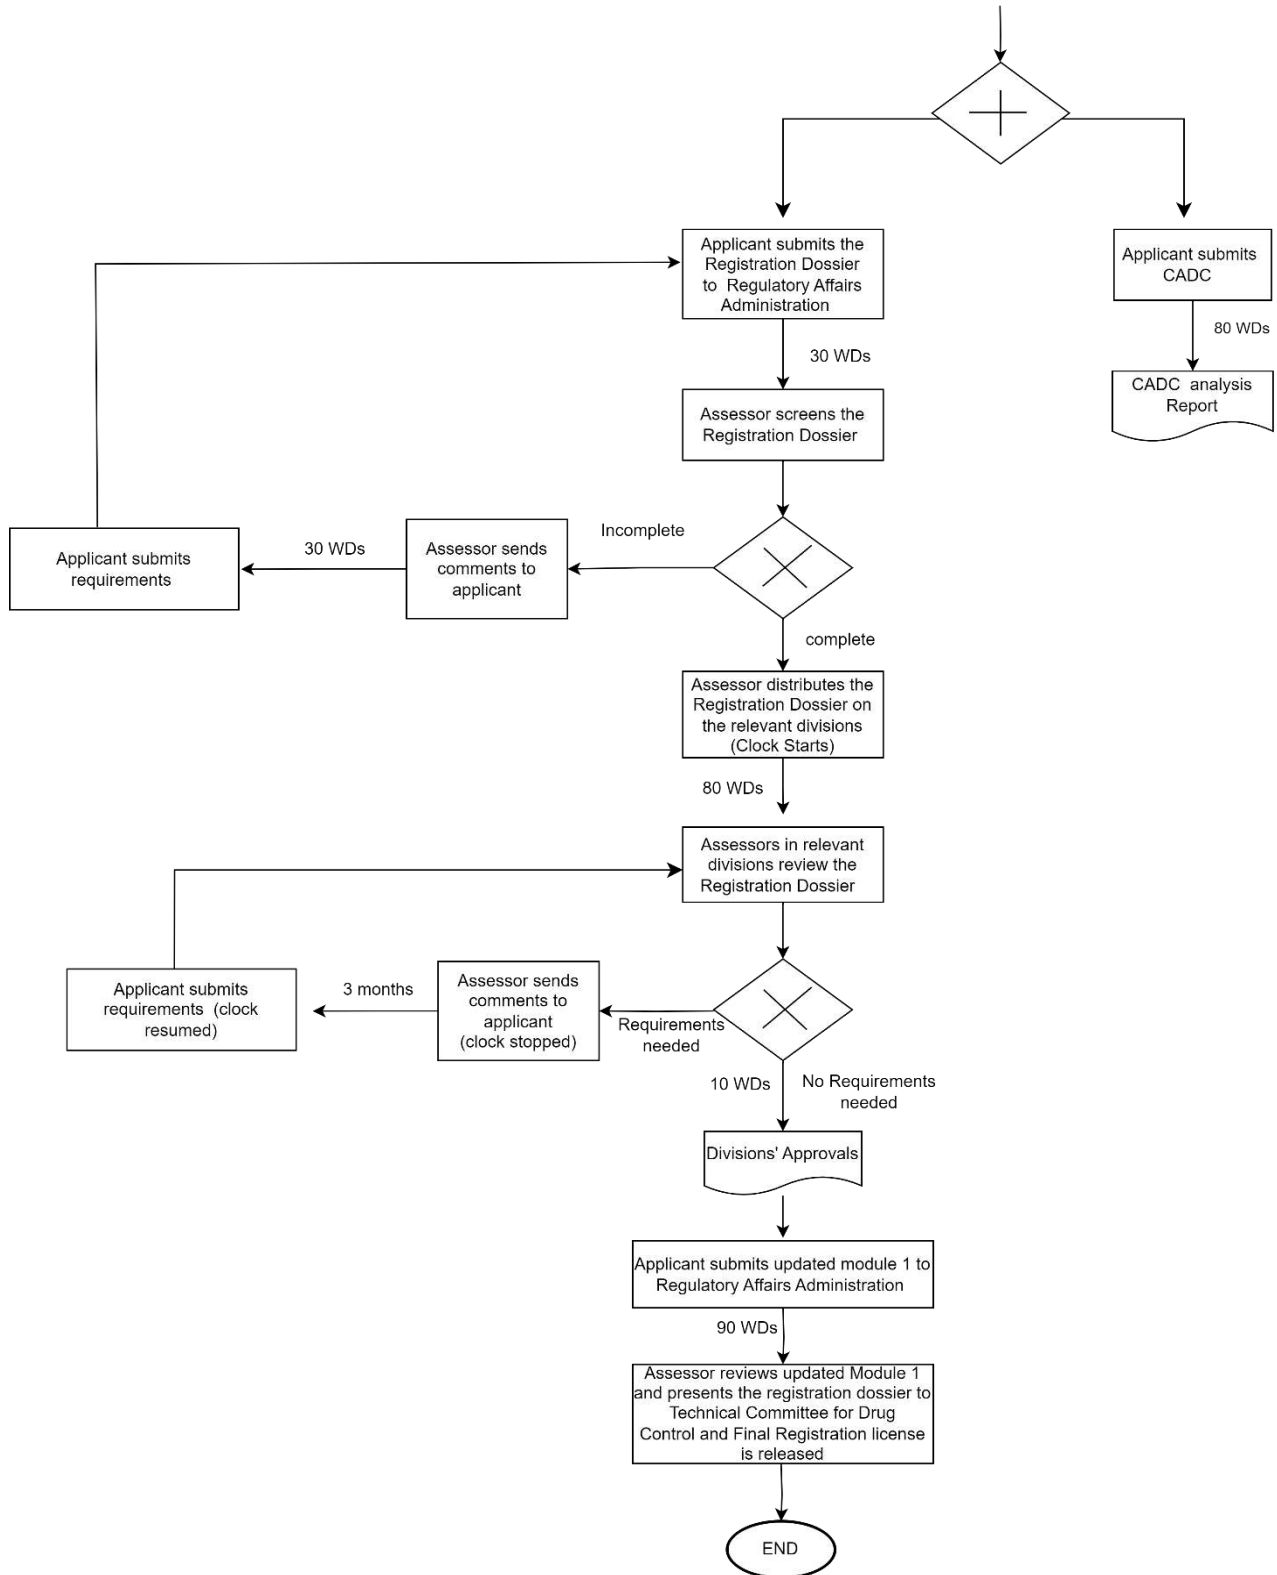 Applicant submits the
Registration Dossier
to Regulatory Affairs
Administration
Applicant submits
CADC
80 WDs
30 WDs
CADC analysis
Report
Assessor screens the
Registration Dossier
Incomplete
Assessor sends
comments to
applicant
30 WDs
Applicant submits
requirements
complete
Assessor distributes the
Registration Dossier on
the relevant divisions
(Clock Starts)
80 WDs
Assessors in relevant
divisions review the
Registration Dossier
Applicant submits
requirements (clock
resumed)
3 months
Assessor sends
comments to
applicant
(clock stopped)
Requirements
needed
10 WDs
No Requirements
needed
Divisions' Approvals
Applicant submits updated module 1 to
Regulatory Affairs Administration
90 WDs
Assessor reviews updated Module 1
and presents the registration dossier to
Technical Committee for Drug
Control and Final Registration license
is released
END